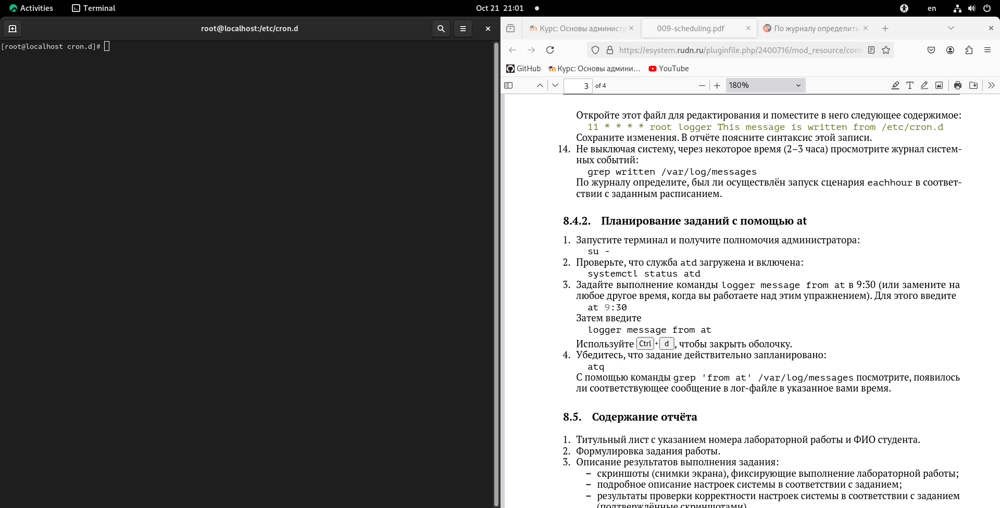 Activities
Terminal
Oct 21 21:01
en
root@localhost:/etc/cron.d
[root@localhost cron.d]#
Курс: Основы администр
009-scheduling.pdf
По журналу определить,
https://esystem.rudn.ru/pluginfile.php/2400716/mod_resource/cont
GitHub
Курс: Основы админи…
YouTube
3 of 4
180%
Откройте этот файл для редактирования и поместите в него следующее содержимое:
11 * * * * root logger This message is written from /etc/cron.d
Сохраните изменения. В отчёте поясните синтаксис этой записи.
14. Не выключая систему, через некоторое время (2–3 часа) просмотрите журнал систем-
ных событий:
grep written /var/log/messages
По журналу определите, был ли осуществлён запуск сценария eachhour в соответ-
ствии с заданным расписанием.
8.4.2. Планирование заданий с помощью at
1. Запустите терминал и получите полномочия администратора:
su -
2. Проверьте, что служба atd загружена и включена:
systemctl status atd
3. Задайте выполнение команды logger message from at в 9:30 (или замените на
любое другое время, когда вы работаете над этим упражнением). Для этого введите
at 9:30
Затем введите
logger message from at
Используйте Ctrl + d , чтобы закрыть оболочку.
4. Убедитесь, что задание действительно запланировано:
atq
С помощью команды grep 'from at' /var/log/messages посмотрите, появилось
ли соответствующее сообщение в лог-файле в указанное вами время.
8.5. Содержание отчёта
1. Титульный лист с указанием номера лабораторной работы и ФИО студента.
2. Формулировка задания работы.
3. Описание результатов выполнения задания:
– скриншоты (снимки экрана), фиксирующие выполнение лабораторной работы;
– подробное описание настроек системы в соответствии с заданием;
– результаты проверки корректности настроек системы в соответствии с заданием
(подтверждённые скриншотами)